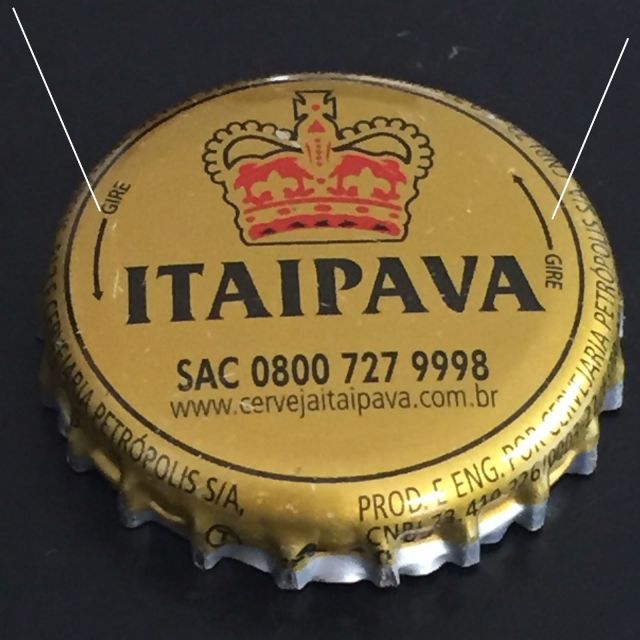 GIRE
GIRE
ITAIPAVA
SAC 0800 727 9998
www.cervejaitaipava.com.br
CERVEJARIA PETRÓPOLIS S/A,
PROD. E ENG. POR CERVEJARIA PETRÓPOLIS S/A,